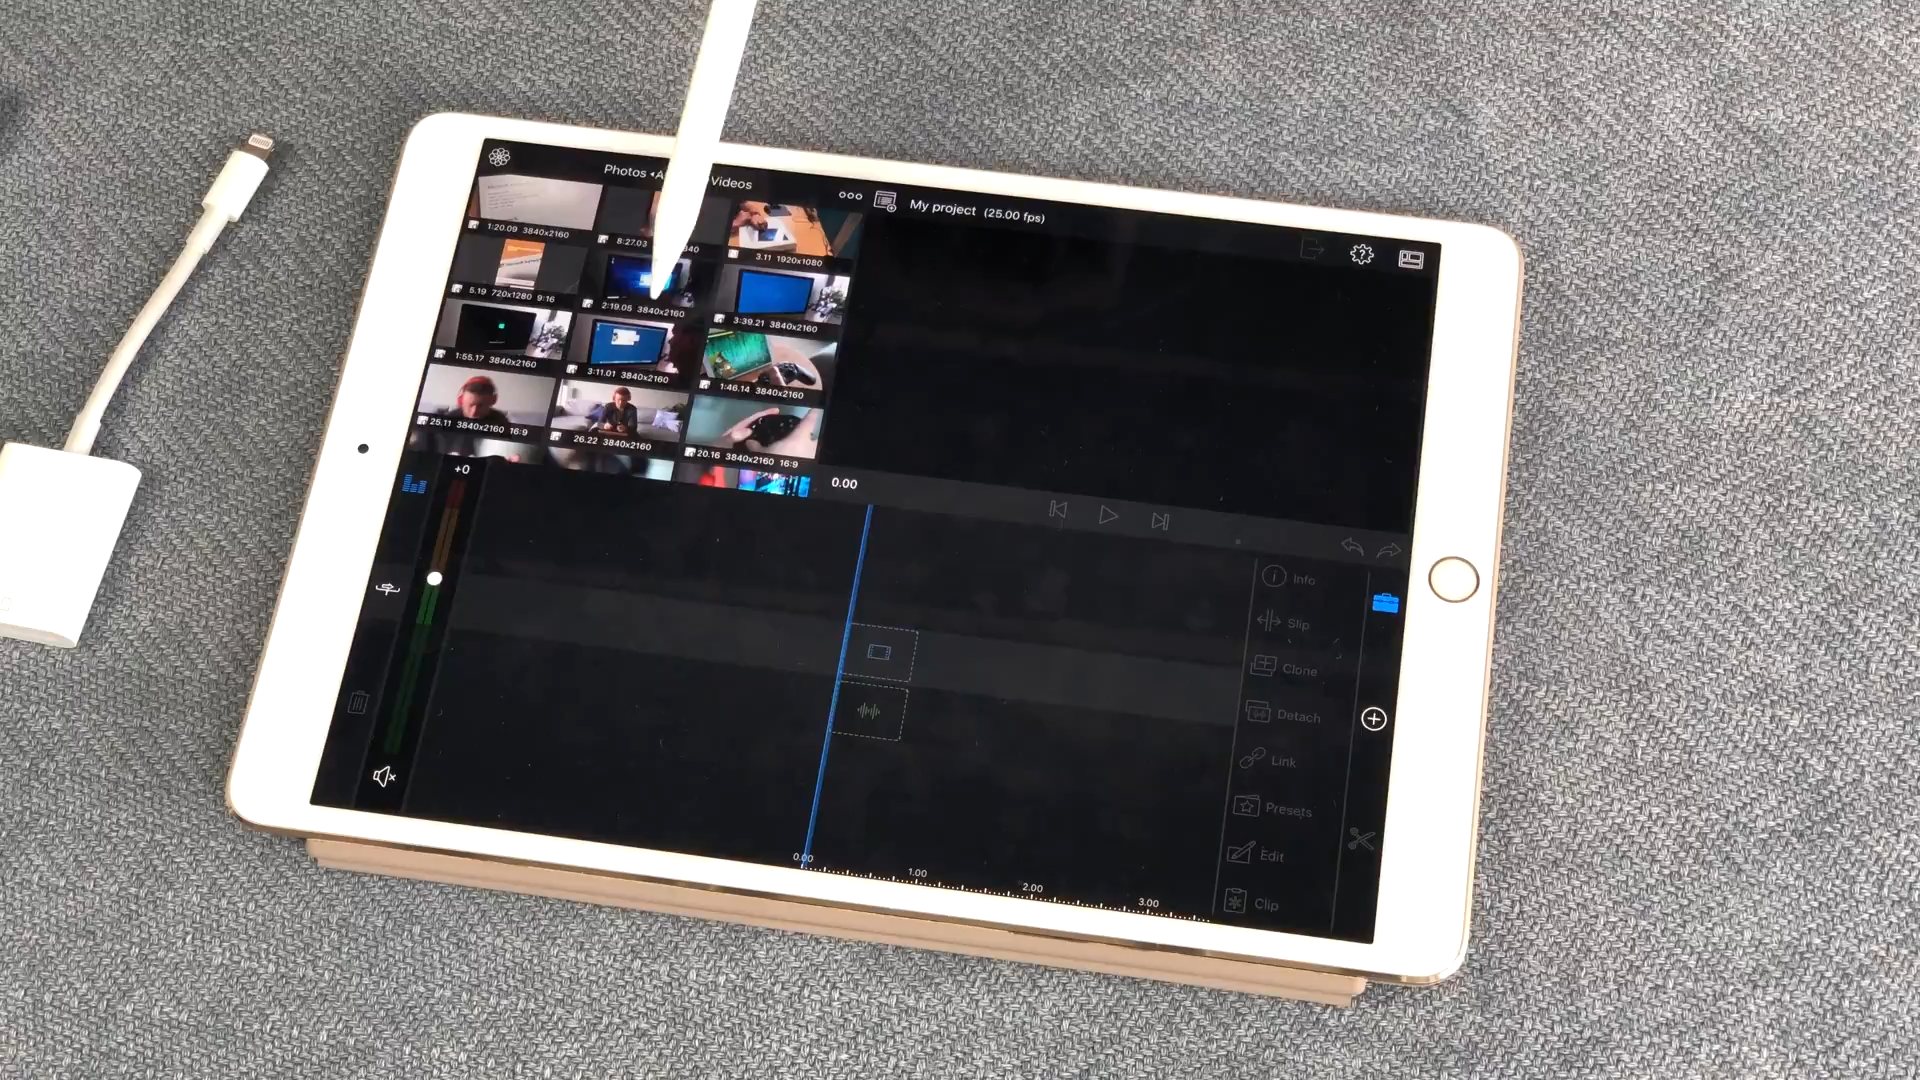 Photos
Videos
My project (25.00 fps)
1:20.09 3840x2160
8:27.03
3.11 1920x1080
5.19 720x1280 9:16
2:19.05 3840x2160
3:39.21 3840x2160
1:55.17 3840x2160
3:11.01 3840x2160
1:46.14 3840x2160
25.11 3840x2160 16:9
26.22 3840x2160
20.16 3840x2160 16:9
+0
0.00
Info
Slip
Clone
Detach
Link
Presets
Edit
Clip
0.00
1.00
2.00
3.00